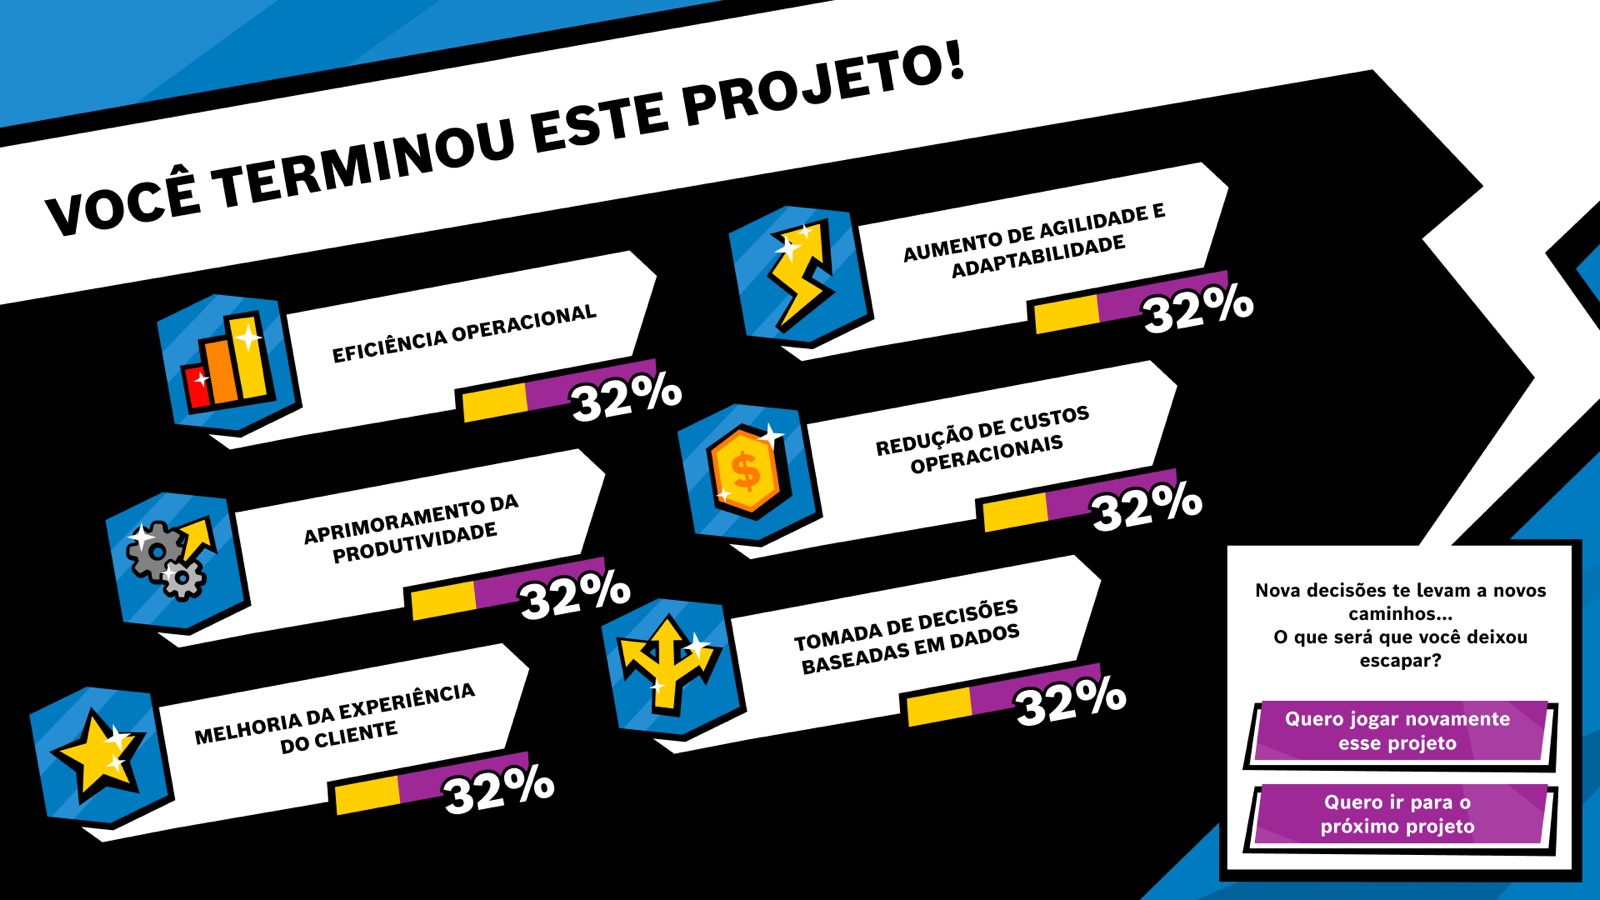 VOCÊ TERMINOU ESTE PROJETO!
EFICIÊNCIA OPERACIONAL
32%
APRIMORAMENTO DA
PRODUTIVIDADE
32%
MELHORIA DA EXPERIÊNCIA
DO CLIENTE
32%
AUMENTO DE AGILIDADE E
ADAPTABILIDADE
32%
$
REDUÇÃO DE CUSTOS
OPERACIONAIS
32%
TOMADA DE DECISÕES
BASEADAS EM DADOS
32%
Nova decisões te levam a novos
caminhos...
O que será que você deixou
escapar?
Quero jogar novamente
esse projeto
Quero ir para o
próximo projeto